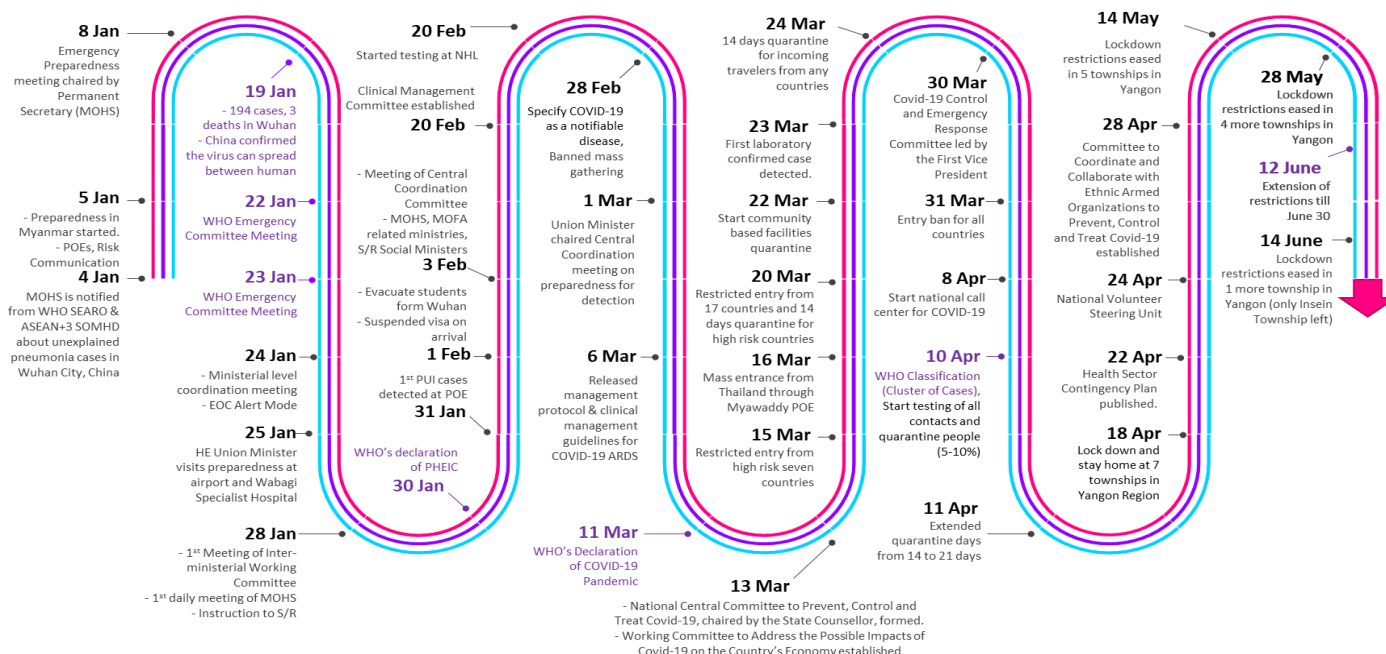 8 Jan
Emergency
Preparedness
meeting chaired by
Permanent
Secretary (MOHS)
19 Jan
- 194 cases, 3
deaths in Wuhan
- China confirmed
the virus can spread
between human
5 Jan
- Preparedness in
Myanmar started.
- POEs, Risk
Communication
4 Jan
MOHS is notified
from WHO SEARO &
ASEAN+3 SOMHD
about unexplained
pneumonia cases in
Wuhan City, China
22 Jan
WHO Emergency
Committee Meeting
23 Jan
WHO Emergency
Committee Meeting
24 Jan
- Ministerial level
coordination meeting
- EOC Alert Mode
25 Jan
HE Union Minister
visits preparedness at
airport and Wabagi
Specialist Hospital
28 Jan
- 1st Meeting of Inter-
ministerial Working
Committee
- 1st daily meeting of MOHS
- Instruction to S/R
20 Feb
Started testing at NHL
Clinical Management
Committee established
20 Feb
- Meeting of Central
Coordination
Committee
- MOHS, MOFA
related ministries,
S/R Social Ministers
3 Feb
- Evacuate students
form Wuhan
- Suspended visa on
arrival
1 Feb
1st PUI cases
detected at POE
31 Jan
WHO's declaration
of PHEIC
30 Jan
28 Feb
Specify COVID-19
as a notifiable
disease,
Banned mass
gathering
1 Mar
Union Minister
chaired Central
Coordination
meeting on
preparedness for
detection
6 Mar
Released
management
protocol & clinical
management
guidelines for
COVID-19 ARDS
11 Mar
WHO's Declaration
of COVID-19
Pandemic
13 Mar
- National Central Committee to Prevent, Control and
Treat Covid-19, chaired by the State Counsellor, formed.
- Working Committee to Address the Possible Impacts of
Covid-19 on the Country's Economy established
24 Mar
14 days quarantine
for incoming
travelers from any
countries
23 Mar
First laboratory
confirmed case
detected.
22 Mar
Start community
based facilities
quarantine
20 Mar
Restricted entry from
17 countries and 14
days quarantine for
high risk countries
16 Mar
Mass entrance from
Thailand through
Myawaddy POE
15 Mar
Restricted entry from
high risk seven
countries
30 Mar
Covid-19 Control
and Emergency
Response
Committee led by
the First Vice
President
31 Mar
Entry ban for all
countries
8 Apr
Start national call
center for COVID-19
10 Apr
WHO Classification
(Cluster of Cases),
Start testing of all
contacts and
quarantine people
(5-10%)
11 Apr
Extended
quarantine days
from 14 to 21 days
14 May
Lockdown
restrictions eased
in 5 townships in
Yangon
28 Apr
Committee to
Coordinate and
Collaborate with
Ethnic Armed
Organizations to
Prevent, Control
and Treat Covid-19
established
24 Apr
National Volunteer
Steering Unit
22 Apr
Health Sector
Contingency Plan
published.
18 Apr
Lock down and
stay home at 7
townships in
Yangon Region
28 May
Lockdown
restrictions eased in
4 more townships in
Yangon
12 June
Extension of
restrictions till
June 30
14 June
Lockdown
restrictions eased in
1 more township in
Yangon (only Insein
Township left)